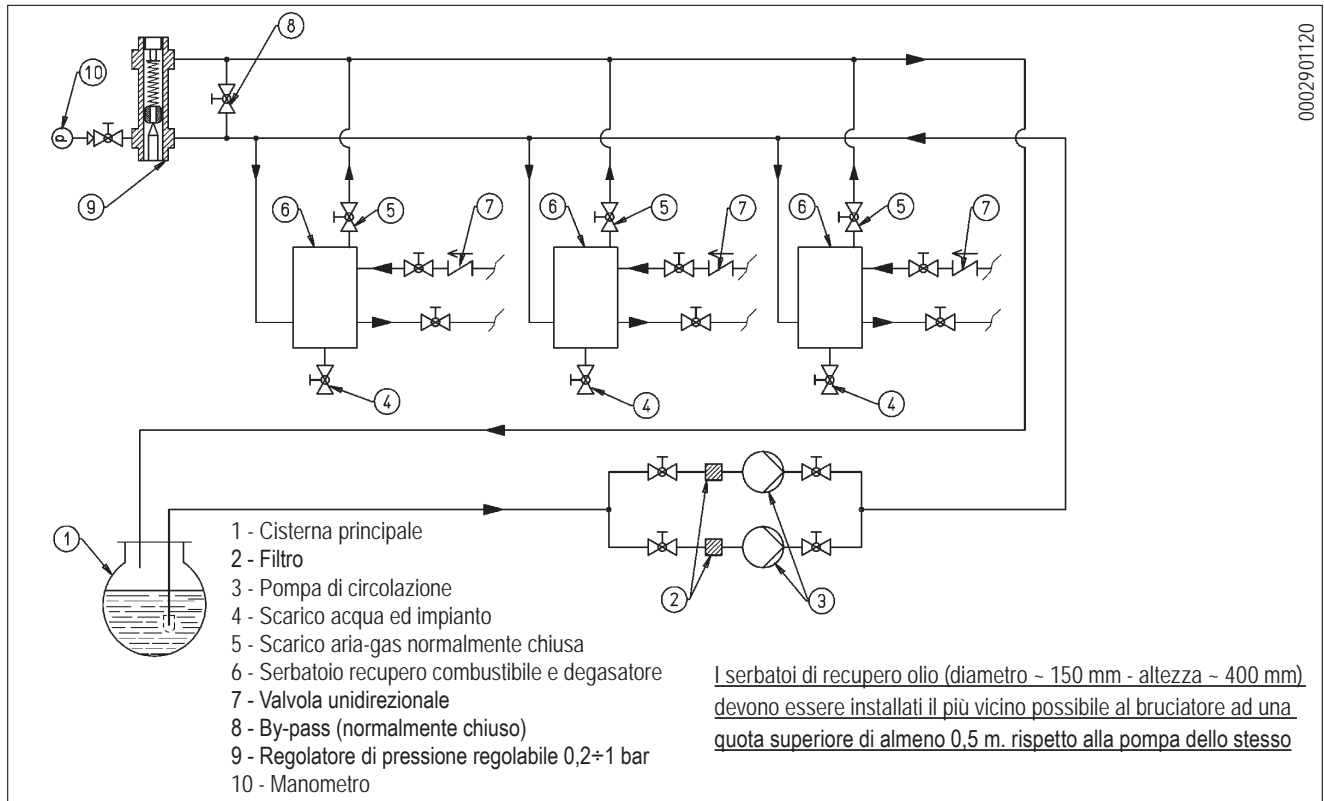 8
10
0002901120
p
9
6
5
7
6
5
7
6
5
7
4
4
4
1
2
3
1 - Cisterna principale
2 - Filtro
3 - Pompa di circolazione
4 - Scarico acqua ed impianto
5 - Scarico aria-gas normalmente chiusa
6 - Serbatoio recupero combustibile e degasatore
7 - Valvola unidirezionale
8 - By-pass (normalmente chiuso)
9 - Regolatore di pressione regolabile 0,2÷1 bar
10 - Manometro
I serbatoi di recupero olio (diametro ~ 150 mm - altezza ~ 400 mm)
devono essere installati il più vicino possibile al bruciatore ad una
quota superiore di almeno 0,5 m. rispetto alla pompa dello stesso